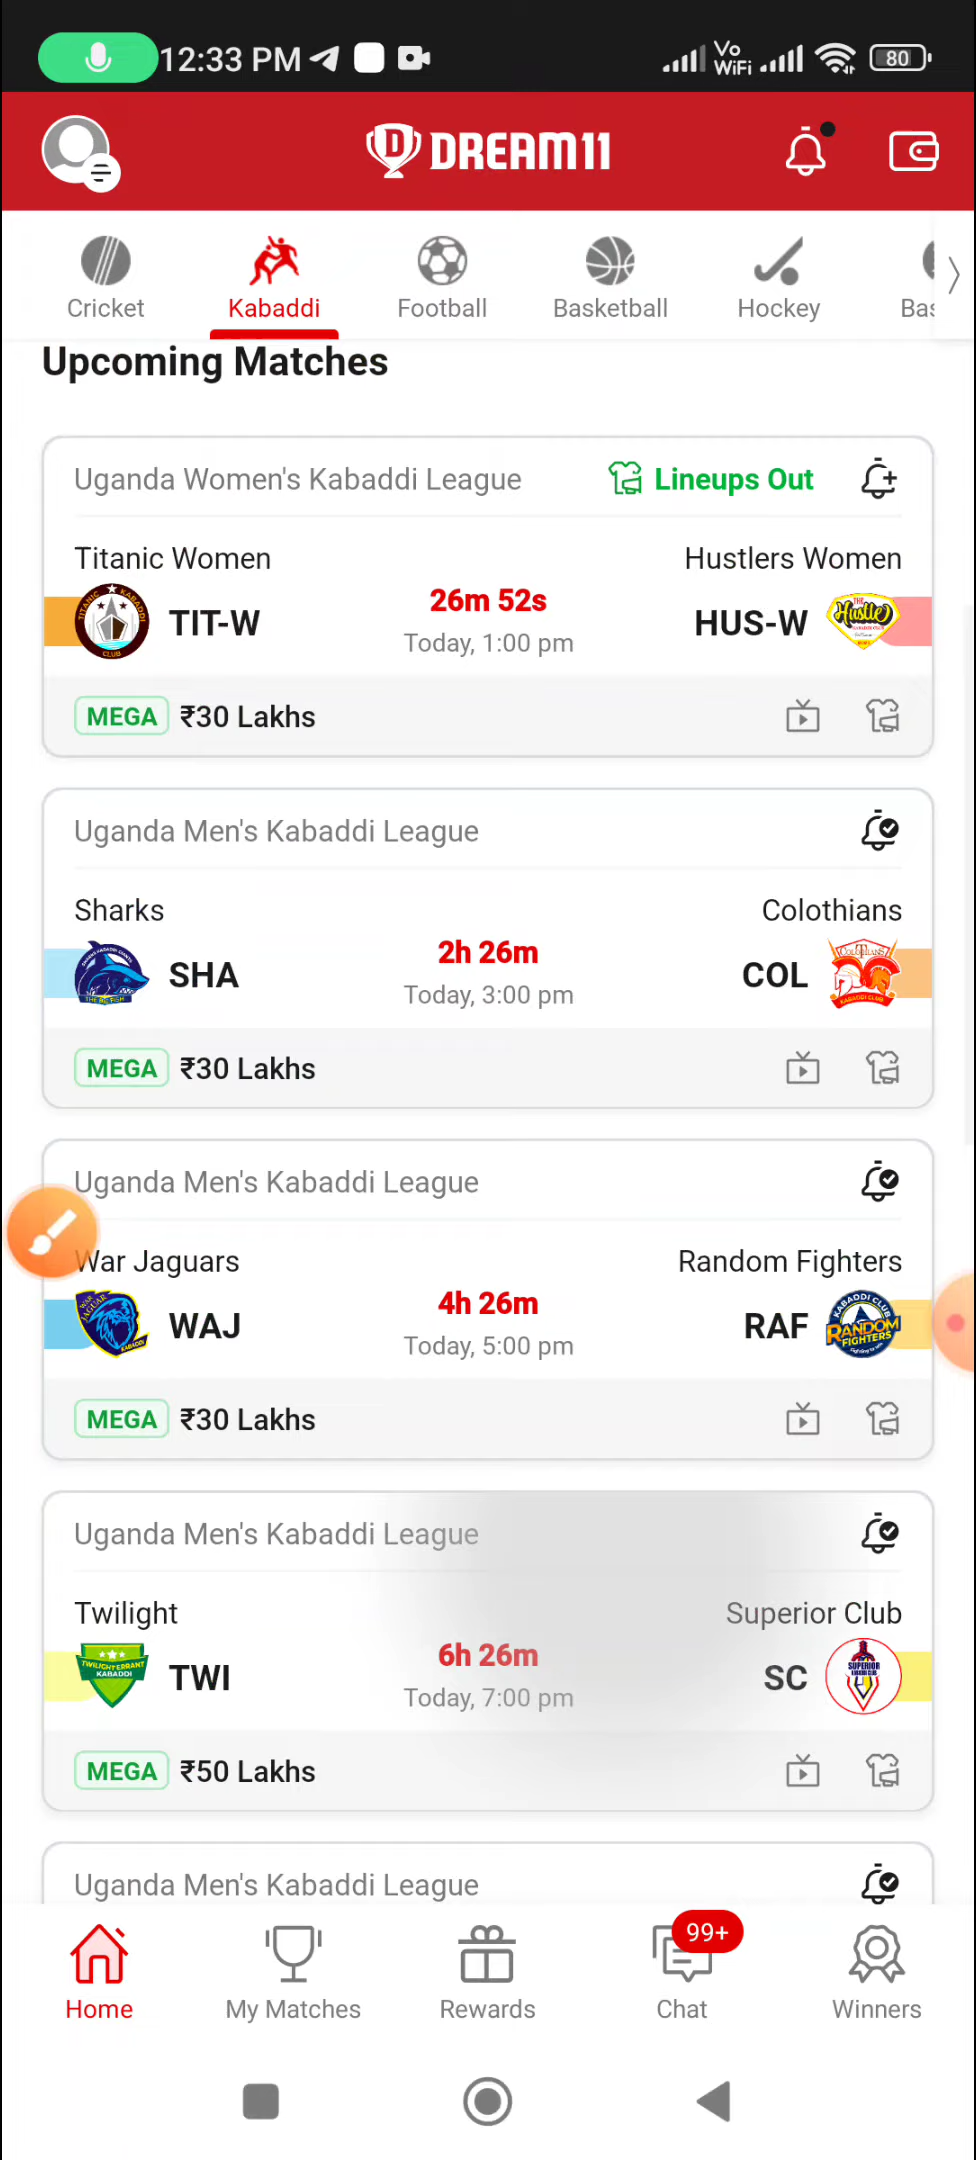 12:33 PM Vo WiFi 80
DREAM11
Cricket Kabaddi Football Basketball Hockey Bas
Upcoming Matches
Uganda Women's Kabaddi League Lineups Out
Titanic Women Hustlers Women
TIT-W 26m 52s HUS-W
Today, 1:00 pm
MEGA ₹30 Lakhs
Uganda Men's Kabaddi League
Sharks Colothians
SHA 2h 26m COL
Today, 3:00 pm
MEGA ₹30 Lakhs
Uganda Men's Kabaddi League
War Jaguars Random Fighters
WAJ 4h 26m RAF
Today, 5:00 pm
MEGA ₹30 Lakhs
Uganda Men's Kabaddi League
Twilight Superior Club
TWI 6h 26m SC
Today, 7:00 pm
MEGA ₹50 Lakhs
Uganda Men's Kabaddi League
99+
Home My Matches Rewards Chat Winners